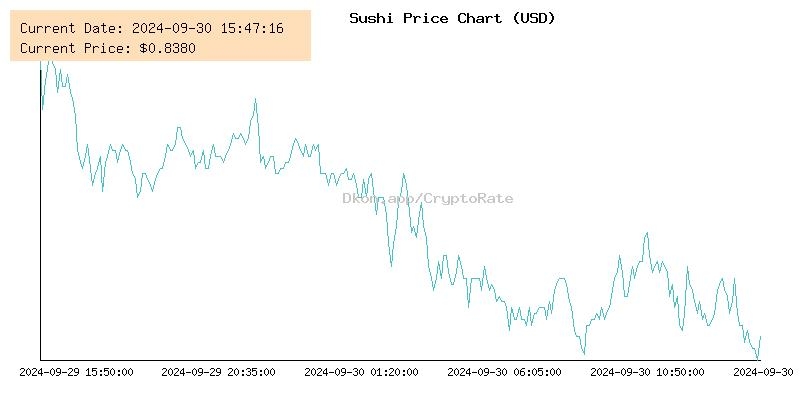 Sushi Price Chart (USD)
Current Date: 2024-09-30 15:47:16
Current Price: $0.8380
Dkon.app/CryptoRate
2024-09-29 15:50:00 2024-09-29 20:35:00 2024-09-30 01:20:00 2024-09-30 06:05:00 2024-09-30 10:50:00 2024-09-30